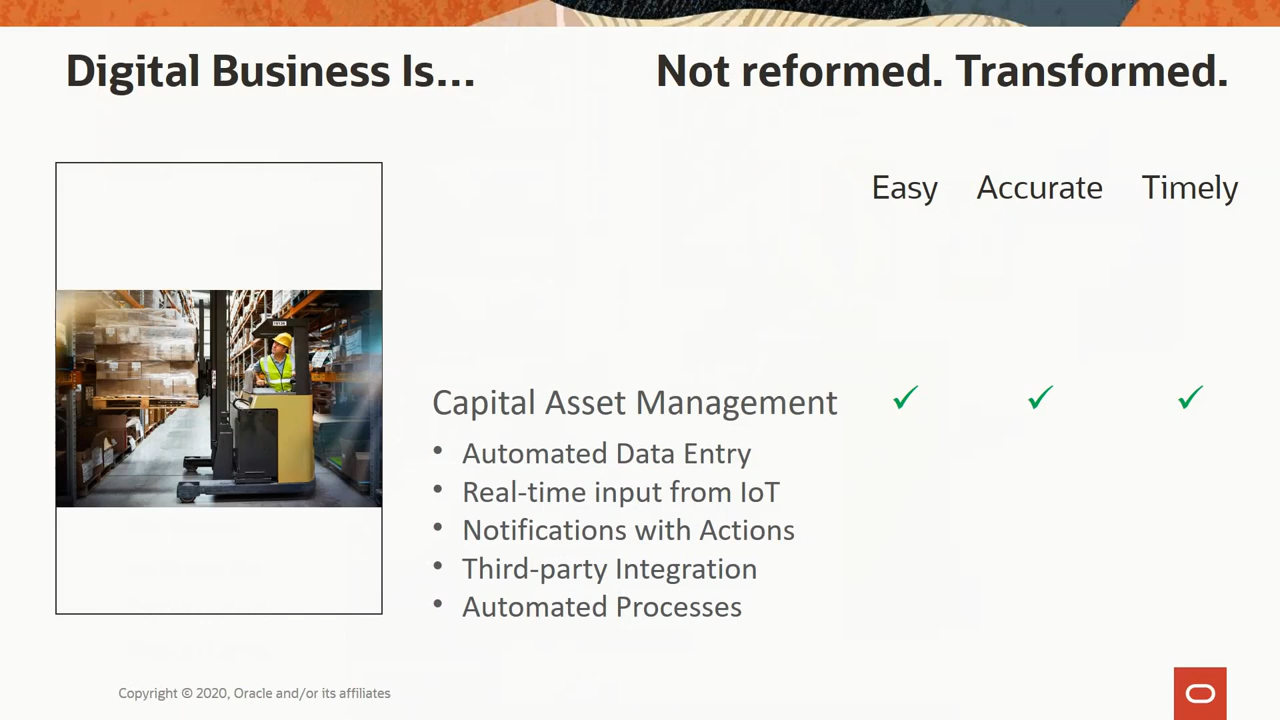 Digital Business Is...
Not reformed. Transformed.
Easy Accurate Timely
Capital Asset Management ✓ ✓ ✓
• Automated Data Entry
• Real-time input from IoT
• Notifications with Actions
• Third-party Integration
• Automated Processes
Copyright © 2020, Oracle and/or its affiliates